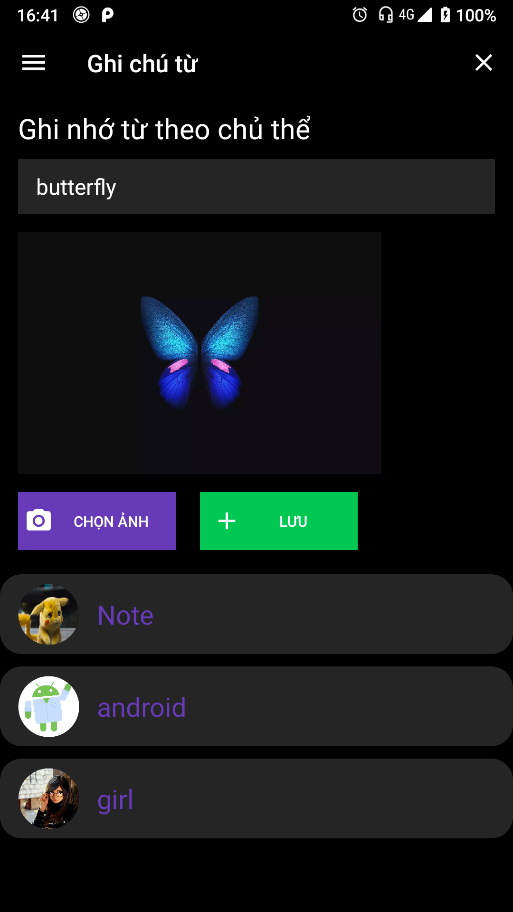 16:41
4G
100%
Ghi chú từ
Ghi nhớ từ theo chủ thể
butterfly
CHỌN ẢNH
LƯU
Note
android
girl